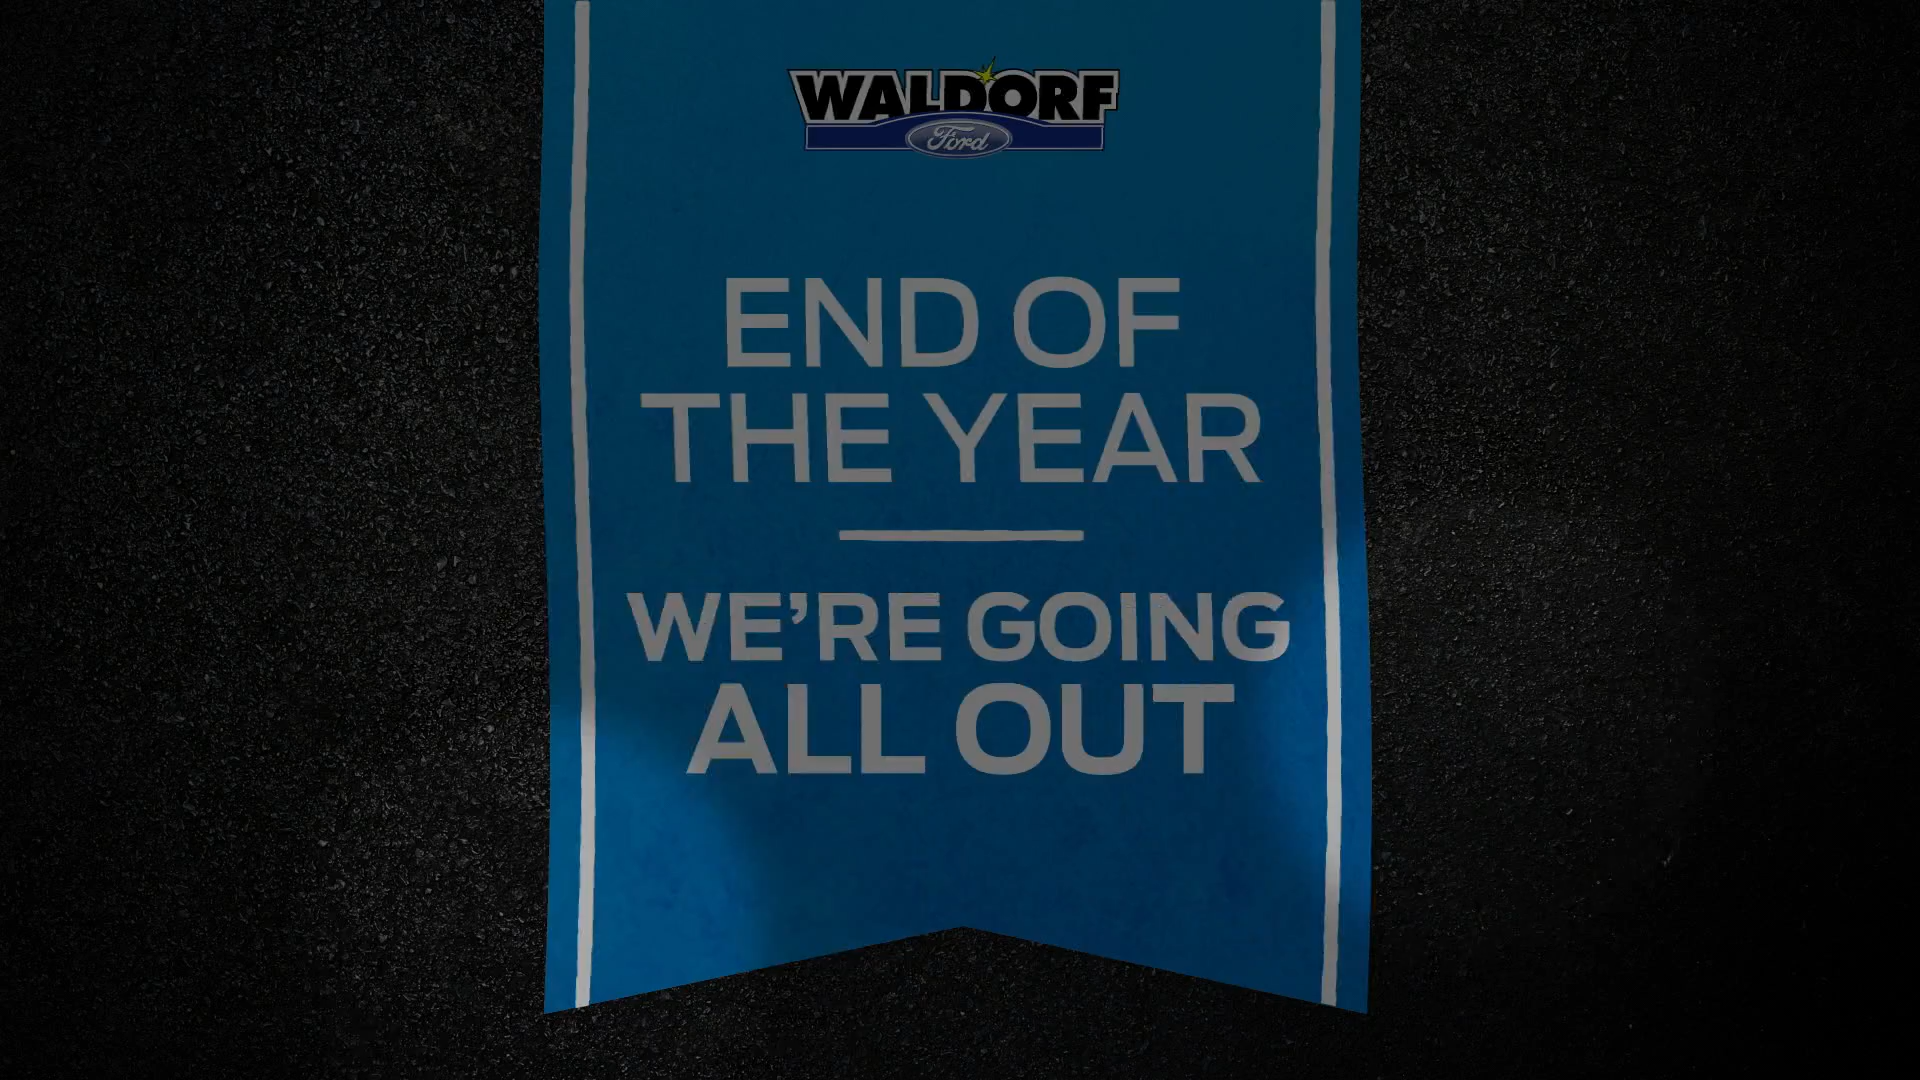 WALDORF
Ford
END OF
THE YEAR
WE'RE GOING
ALL OUT